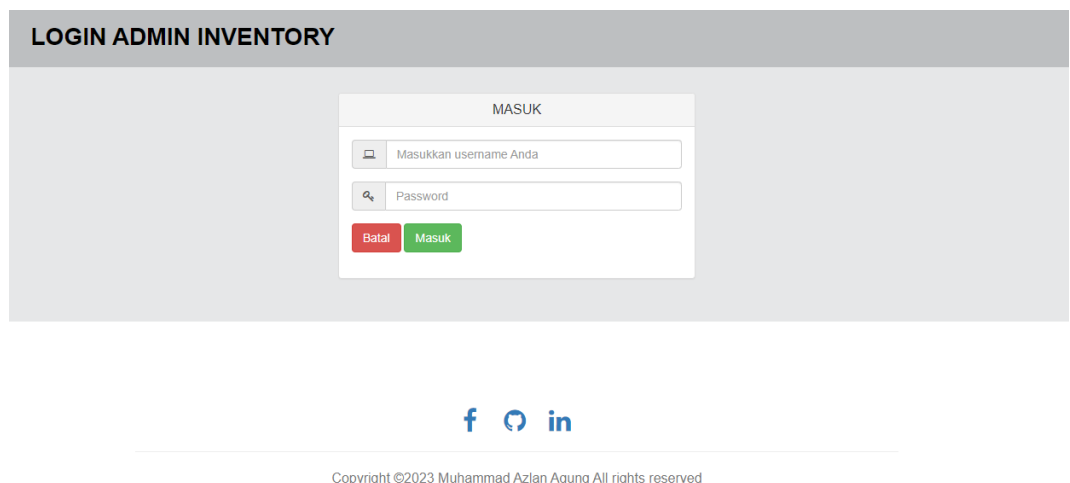 LOGIN ADMIN INVENTORY
MASUK
Masukkan username Anda
Password
Batal Masuk
Copyright ©2023 Muhammad Azlan Agung All rights reserved